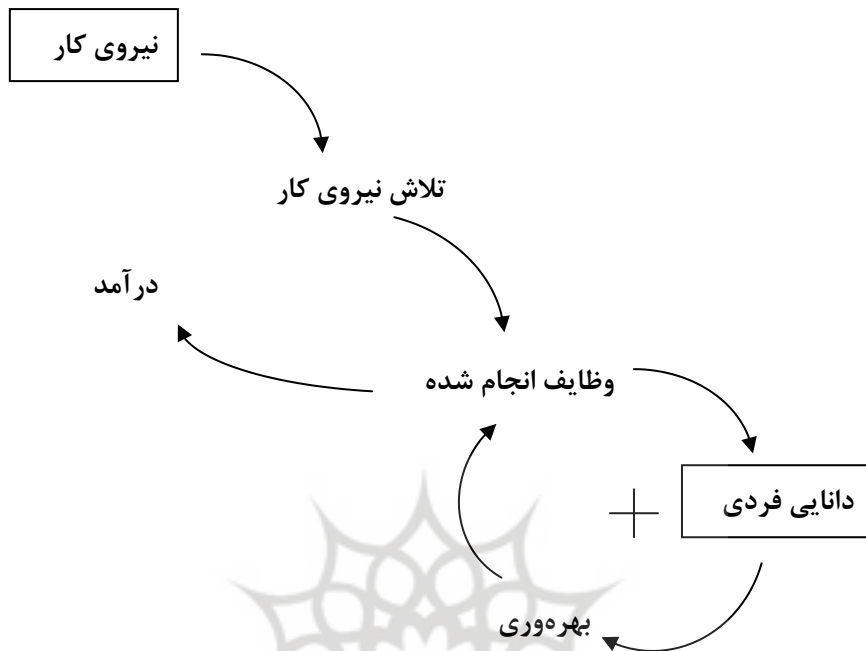 نیروی کار
تلاش نیروی کار
درآمد
وظایف انجام شده
دانایی فردی
+
بهره‌وری